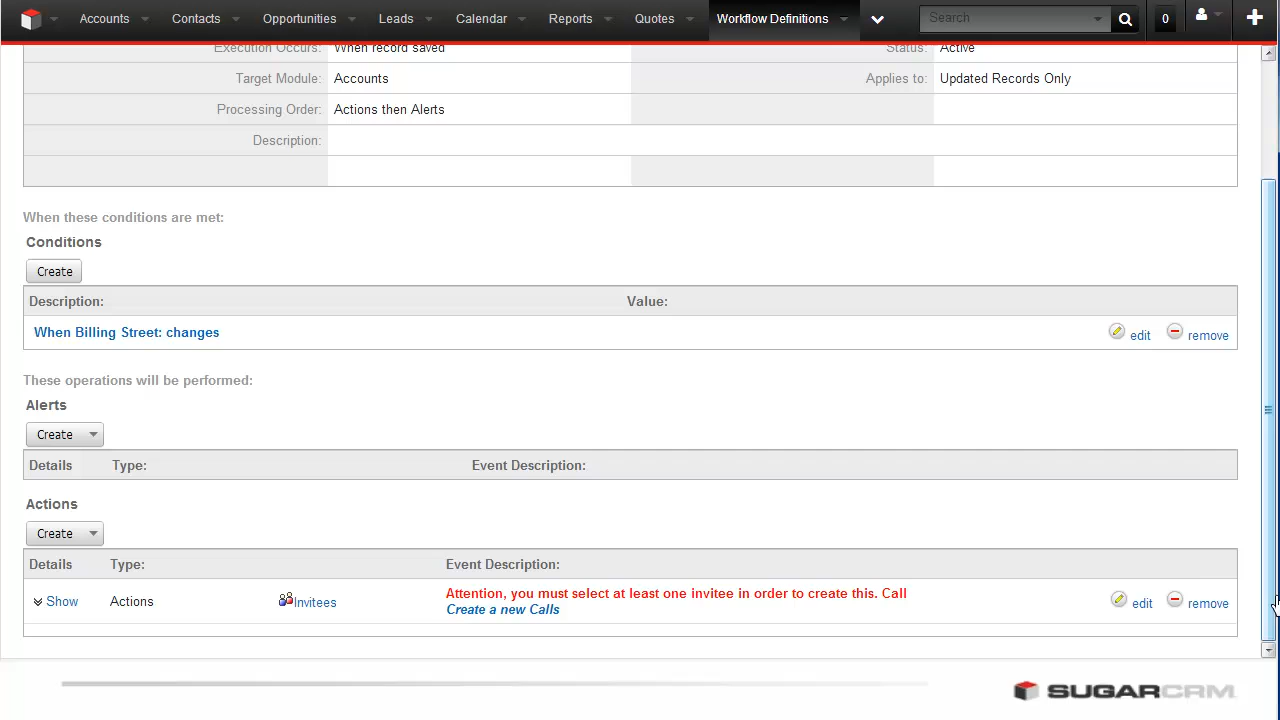 Accounts Contacts Opportunities Leads Calendar Reports Quotes Workflow Definitions Search 0
Execution Occurs: When record saved Status: Active
Target Module: Accounts Applies to: Updated Records Only
Processing Order: Actions then Alerts
Description:
When these conditions are met:
Conditions
Create
Description: Value:
When Billing Street: changes edit remove
These operations will be performed:
Alerts
Create
Details Type: Event Description:
Actions
Create
Details Type: Event Description:
Show Actions Invitees Attention, you must select at least one invitee in order to create this. Call edit remove
Create a new Calls
SUGARCRM